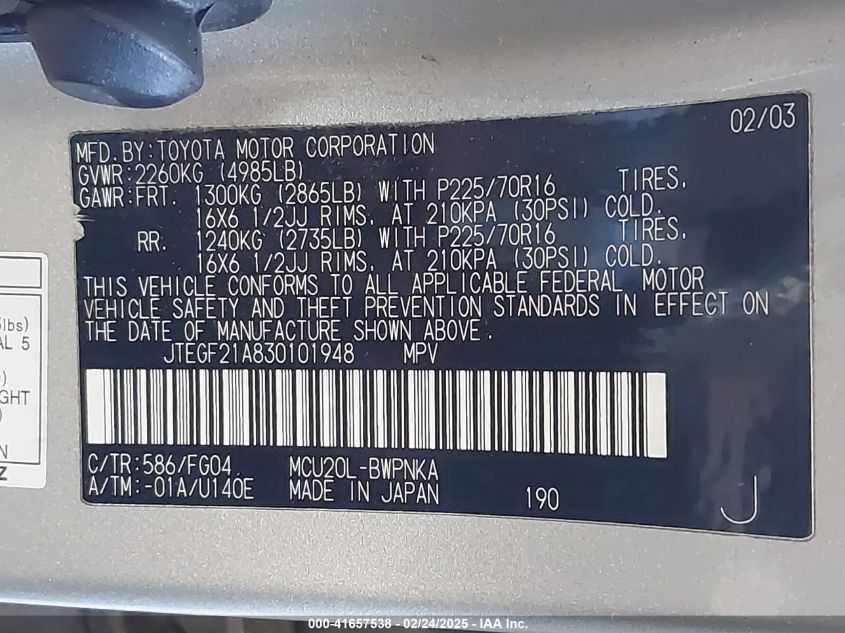 02/03
MFD.BY:TOYOTA MOTOR CORPORATION
GVWR:2260KG (4985LB)
GAWR:FRT. 1300KG (2865LB) WITH P225/70R16 TIRES,
16X6 1/2JJ RIMS, AT 210KPA (30PSI) COLD.
RR. 1240KG (2735LB) WITH P225/70R16 TIRES,
16X6 1/2JJ RIMS, AT 210KPA (30PSI) COLD.
THIS VEHICLE CONFORMS TO ALL APPLICABLE FEDERAL MOTOR
VEHICLE SAFETY AND THEFT PREVENTION STANDARDS IN EFFECT ON
THE DATE OF MANUFACTURE SHOWN ABOVE.
JTEGF21A830101948 MPV
C/TR:586/FG04 MCU20L-BWPNKA
A/TM:-01A/U140E MADE IN JAPAN 190 J
5lbs)
AL 5
)
GHT
)
N
Z
000-41657538 - 02/24/2025 - IAA Inc.